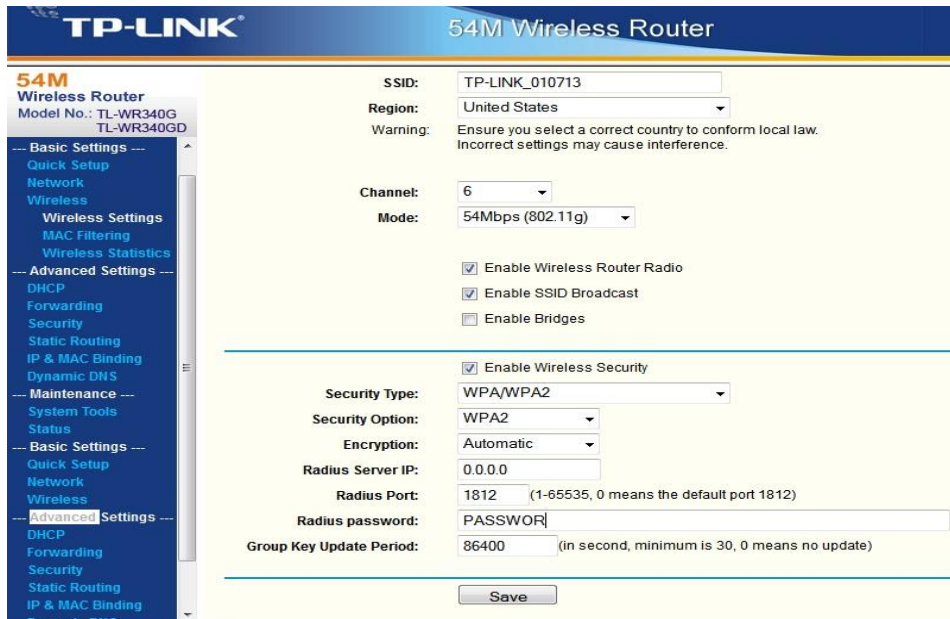 TP-LINK®
54M Wireless Router
54M
Wireless Router
Model No.: TL-WR340G
TL-WR340GD
--- Basic Settings ---
Quick Setup
Network
Wireless
Wireless Settings
MAC Filtering
Wireless Statistics
--- Advanced Settings ---
DHCP
Forwarding
Security
Static Routing
IP & MAC Binding
Dynamic DNS
--- Maintenance ---
System Tools
Status
--- Basic Settings ---
Quick Setup
Network
Wireless
--- Advanced Settings ---
DHCP
Forwarding
Security
Static Routing
IP & MAC Binding
SSID: TP-LINK_010713
Region: United States
Warning: Ensure you select a correct country to conform local law.
Incorrect settings may cause interference.
Channel: 6
Mode: 54Mbps (802.11g)
Enable Wireless Router Radio
Enable SSID Broadcast
Enable Bridges
Enable Wireless Security
Security Type: WPA/WPA2
Security Option: WPA2
Encryption: Automatic
Radius Server IP: 0.0.0.0
Radius Port: 1812 (1-65535, 0 means the default port 1812)
Radius password: PASSWOR
Group Key Update Period: 86400 (in second, minimum is 30, 0 means no update)
Save